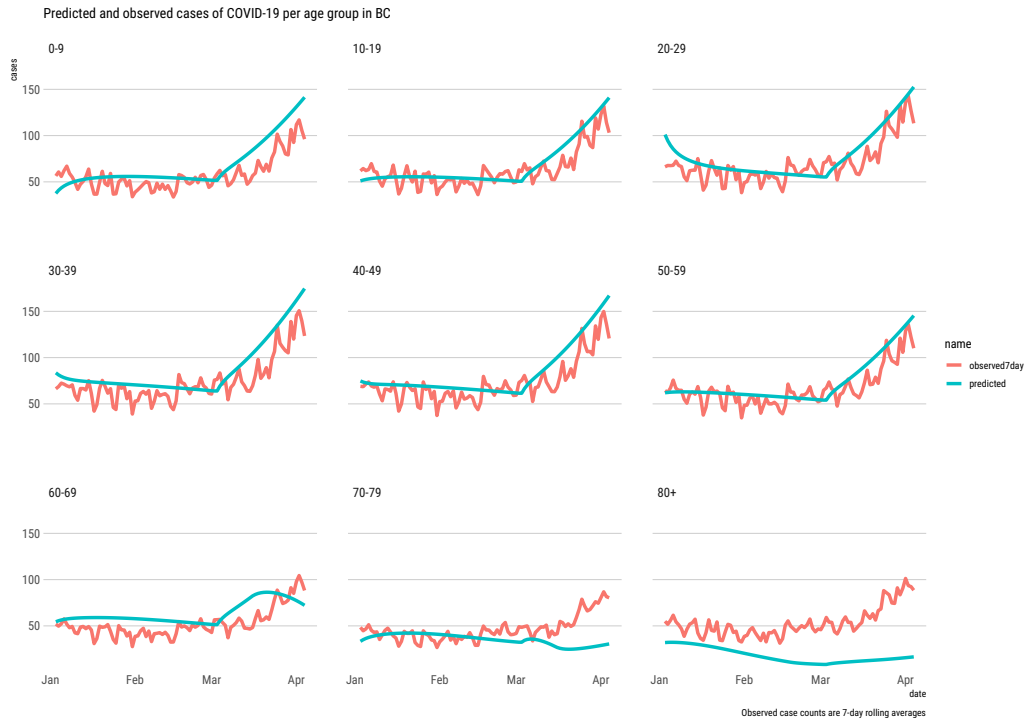 Predicted and observed cases of COVID-19 per age group in BC
0-9
10-19
20-29
cases
150
100
50
30-39
40-49
50-59
150
100
50
name
observed7day
predicted
60-69
70-79
80+
150
100
50
Jan Feb Mar Apr Jan Feb Mar Apr Jan Feb Mar Apr
date
Observed case counts are 7-day rolling averages